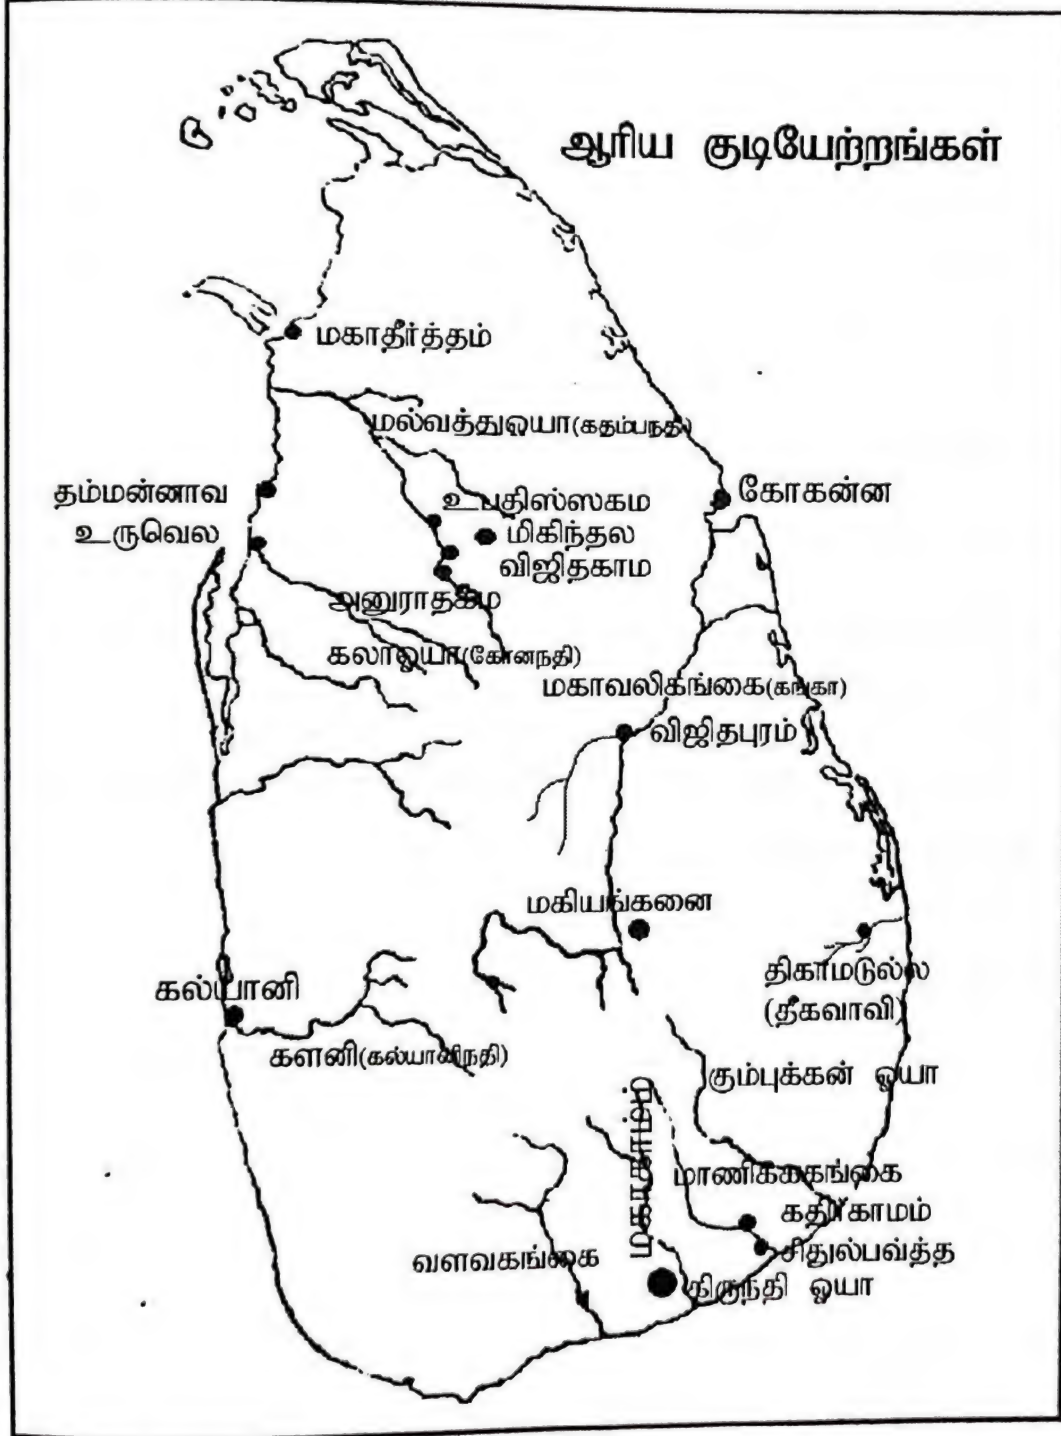 ஆரிய குடியேற்றங்கள்
மகாதீர்த்தம்
மல்வத்துஓயா(கதம்பநதி)
தம்மன்னாவ
உருவெல
உபதிஸ்ஸகம
மிகிந்தல
விஜிதகாம
கோகன்ன
அனுராதகம
கலாஓயா(கோனநதி)
மகாவலிகங்கை(கங்கா)
விஜிதபுரம்
மகியங்கனை
திகாமடுல்ல
(தீகவாவி)
கல்யானி
களனி(கல்யானிநதி)
கும்புக்கன் ஓயா
மாகாமம்
மாணிக்ககங்கை
கதிர்காமம்
சிதுல்பவ்த்த
வளவகங்கை
கிருந்தி ஓயா